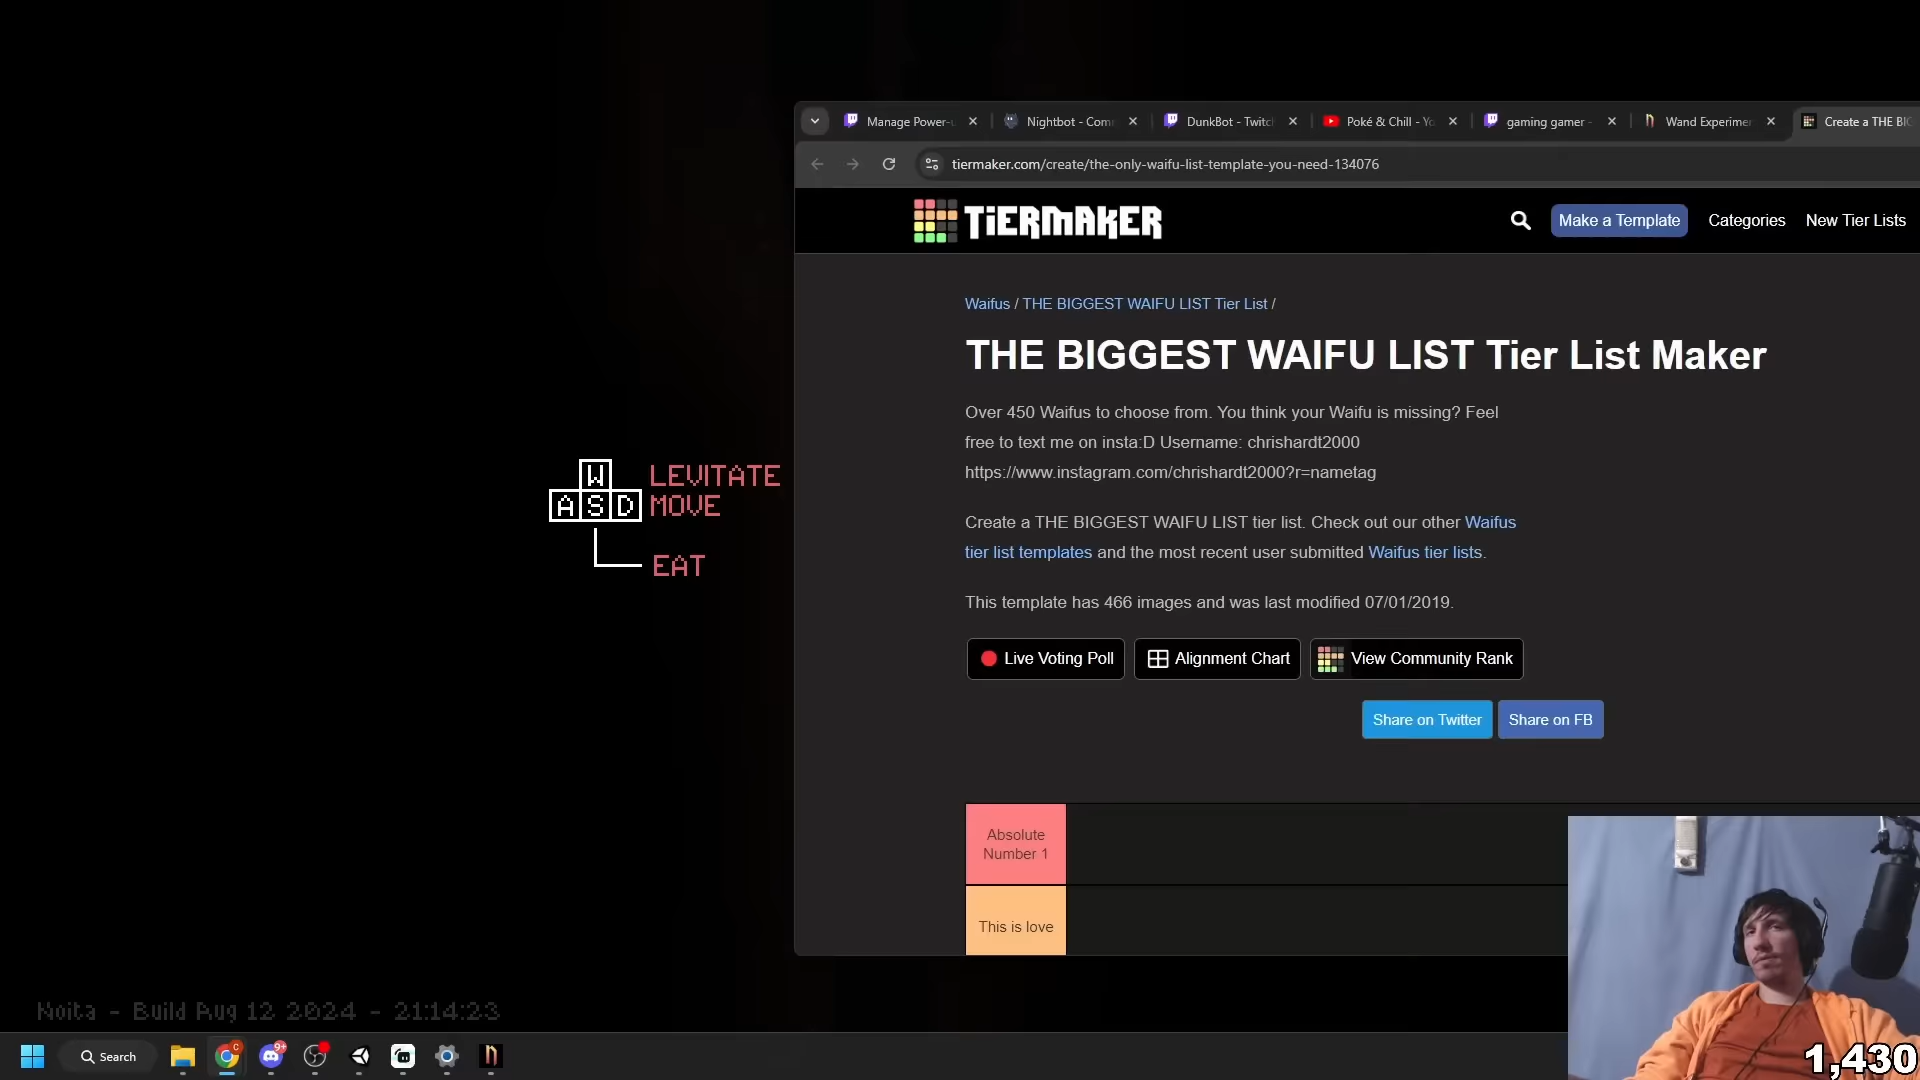 Manage Power-u
Nightbot - Com
DunkBot - Twitc
Poké & Chill - Yo
gaming gamer -
Wand Experimen
Create a THE BIG
tiermaker.com/create/the-only-waifu-list-template-you-need-134076
TiERMAKER
Make a Template
Categories
New Tier Lists
Waifus / THE BIGGEST WAIFU LIST Tier List /
THE BIGGEST WAIFU LIST Tier List Maker
Over 450 Waifus to choose from. You think your Waifu is missing? Feel
free to text me on insta:D Username: chrishardt2000
https://www.instagram.com/chrishardt2000?r=nametag
W
LEVITATE
A S D
MOVE
EAT
Create a THE BIGGEST WAIFU LIST tier list. Check out our other Waifus
tier list templates and the most recent user submitted Waifus tier lists.
This template has 466 images and was last modified 07/01/2019.
Live Voting Poll
Alignment Chart
View Community Rank
Share on Twitter
Share on FB
Absolute
Number 1
This is love
Noita - Build Aug 12 2024 - 21:14:23
Search
C
9+
1,430